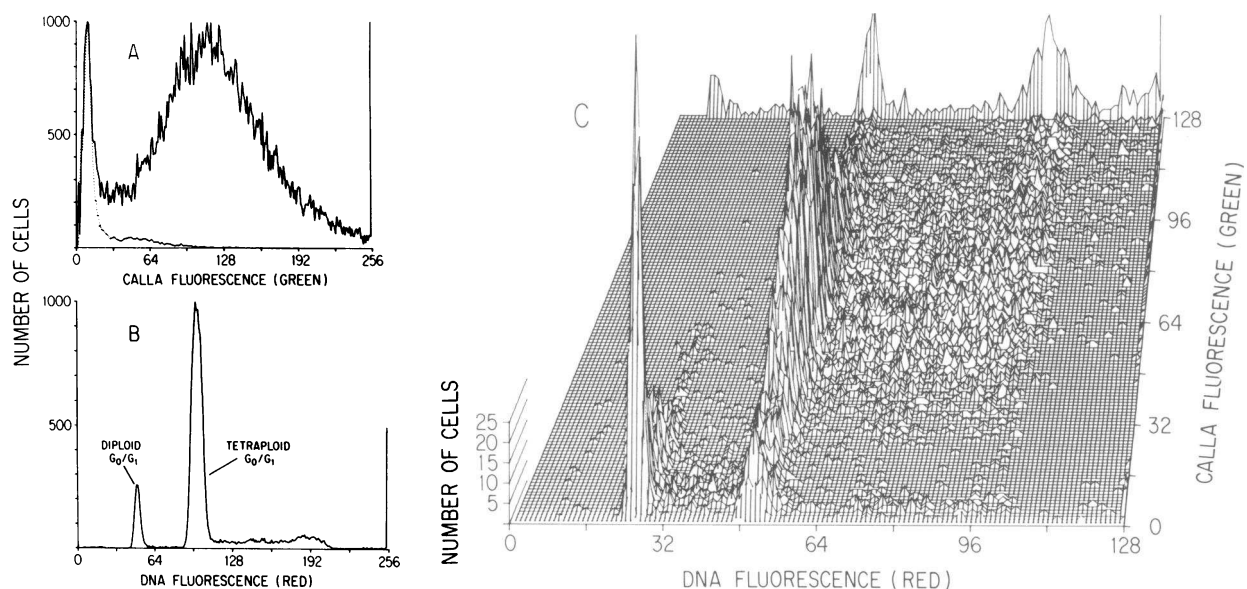 NUMBER OF CELLS
1000
500
A
0
64
128
192
256
CALLA FLUORESCENCE (GREEN)
1000
500
B
DIPLOID
G0/G1
TETRAPLOID
G0/G1
0
64
128
192
256
DNA FLUORESCENCE (RED)
C
NUMBER OF CELLS
25
20
15
10
5
0
32
64
96
128
DNA FLUORESCENCE (RED)
128
96
64
32
0
CALLA FLUORESCENCE (GREEN)